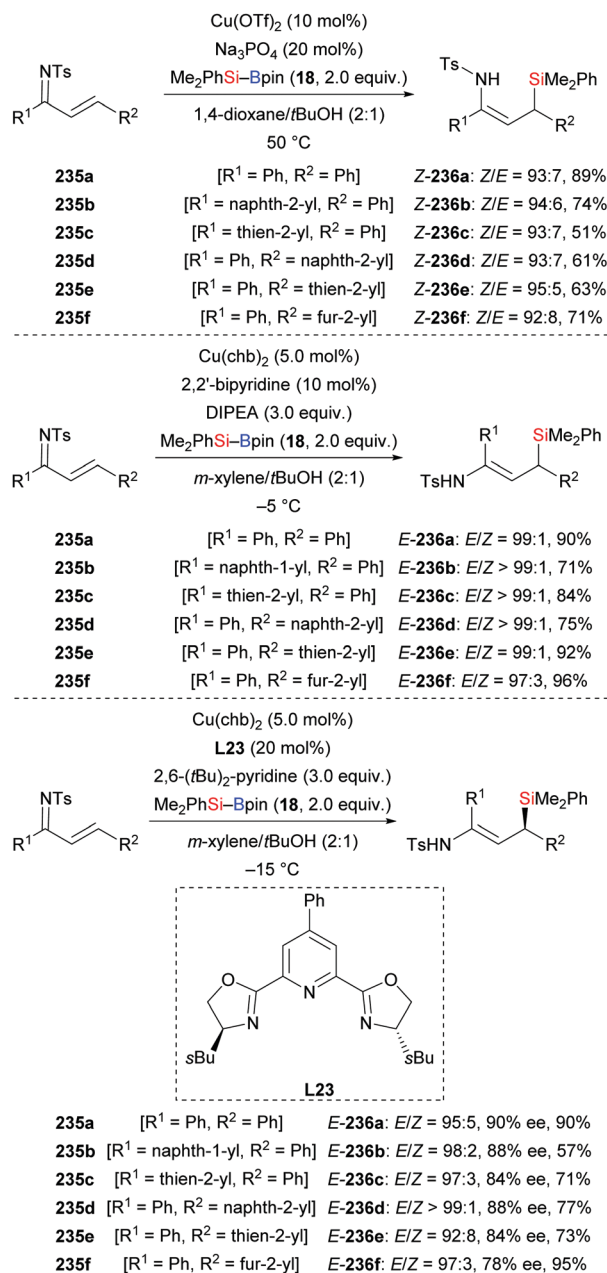 Cu(OTf)₂ (10 mol%)
Na₃PO₄ (20 mol%)
Me₂PhSi–Bpin (18, 2.0 equiv.)
1,4-dioxane/tBuOH (2:1)
50 °C
NTs
R¹
R²
Ts
NH
SiMe₂Ph
R¹
R²
235a [R¹ = Ph, R² = Ph] Z-236a: Z/E = 93:7, 89%
235b [R¹ = naphth-2-yl, R² = Ph] Z-236b: Z/E = 94:6, 74%
235c [R¹ = thien-2-yl, R² = Ph] Z-236c: Z/E = 93:7, 51%
235d [R¹ = Ph, R² = naphth-2-yl] Z-236d: Z/E = 93:7, 61%
235e [R¹ = Ph, R² = thien-2-yl] Z-236e: Z/E = 95:5, 63%
235f [R¹ = Ph, R² = fur-2-yl] Z-236f: Z/E = 92:8, 71%
Cu(chb)₂ (5.0 mol%)
2,2'-bipyridine (10 mol%)
DIPEA (3.0 equiv.)
Me₂PhSi–Bpin (18, 2.0 equiv.)
m-xylene/tBuOH (2:1)
–5 °C
NTs
R¹
R²
R¹
SiMe₂Ph
TsHN
R²
235a [R¹ = Ph, R² = Ph] E-236a: E/Z = 99:1, 90%
235b [R¹ = naphth-1-yl, R² = Ph] E-236b: E/Z > 99:1, 71%
235c [R¹ = thien-2-yl, R² = Ph] E-236c: E/Z > 99:1, 84%
235d [R¹ = Ph, R² = naphth-2-yl] E-236d: E/Z > 99:1, 75%
235e [R¹ = Ph, R² = thien-2-yl] E-236e: E/Z = 99:1, 92%
235f [R¹ = Ph, R² = fur-2-yl] E-236f: E/Z = 97:3, 96%
Cu(chb)₂ (5.0 mol%)
L23 (20 mol%)
2,6-(tBu)₂-pyridine (3.0 equiv.)
Me₂PhSi–Bpin (18, 2.0 equiv.)
m-xylene/tBuOH (2:1)
–15 °C
NTs
R¹
R²
R¹
SiMe₂Ph
TsHN
R²
Ph
O
O
N
N
N
sBu
sBu
L23
235a [R¹ = Ph, R² = Ph] E-236a: E/Z = 95:5, 90% ee, 90%
235b [R¹ = naphth-1-yl, R² = Ph] E-236b: E/Z = 98:2, 88% ee, 57%
235c [R¹ = thien-2-yl, R² = Ph] E-236c: E/Z = 97:3, 84% ee, 71%
235d [R¹ = Ph, R² = naphth-2-yl] E-236d: E/Z > 99:1, 88% ee, 77%
235e [R¹ = Ph, R² = thien-2-yl] E-236e: E/Z = 92:8, 84% ee, 73%
235f [R¹ = Ph, R² = fur-2-yl] E-236f: E/Z = 97:3, 78% ee, 95%